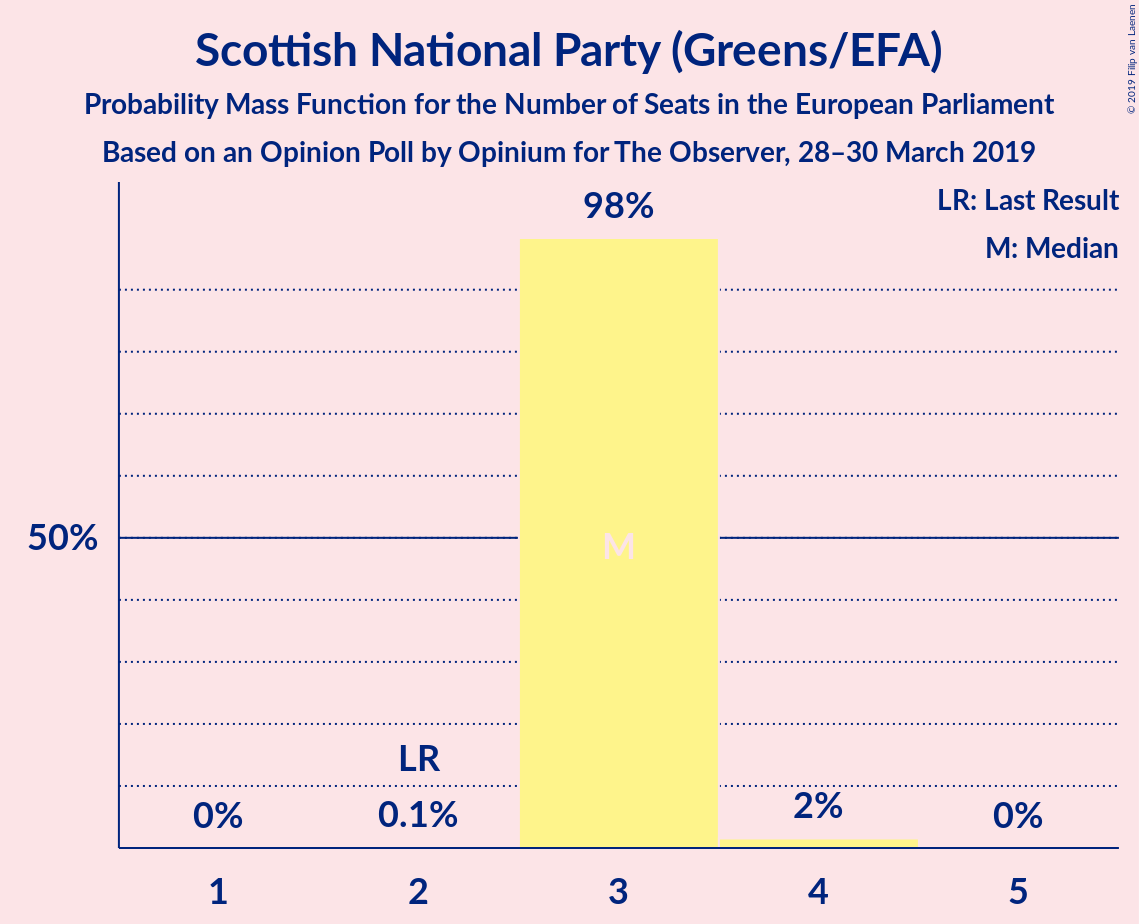 Scottish National Party (Greens/EFA)
Probability Mass Function for the Number of Seats in the European Parliament
Based on an Opinion Poll by Opinium for The Observer, 28–30 March 2019
© 2019 Filip van Laenen
LR: Last Result
M: Median
98%
50%
M
LR
0%
0.1%
2%
0%
1
2
3
4
5